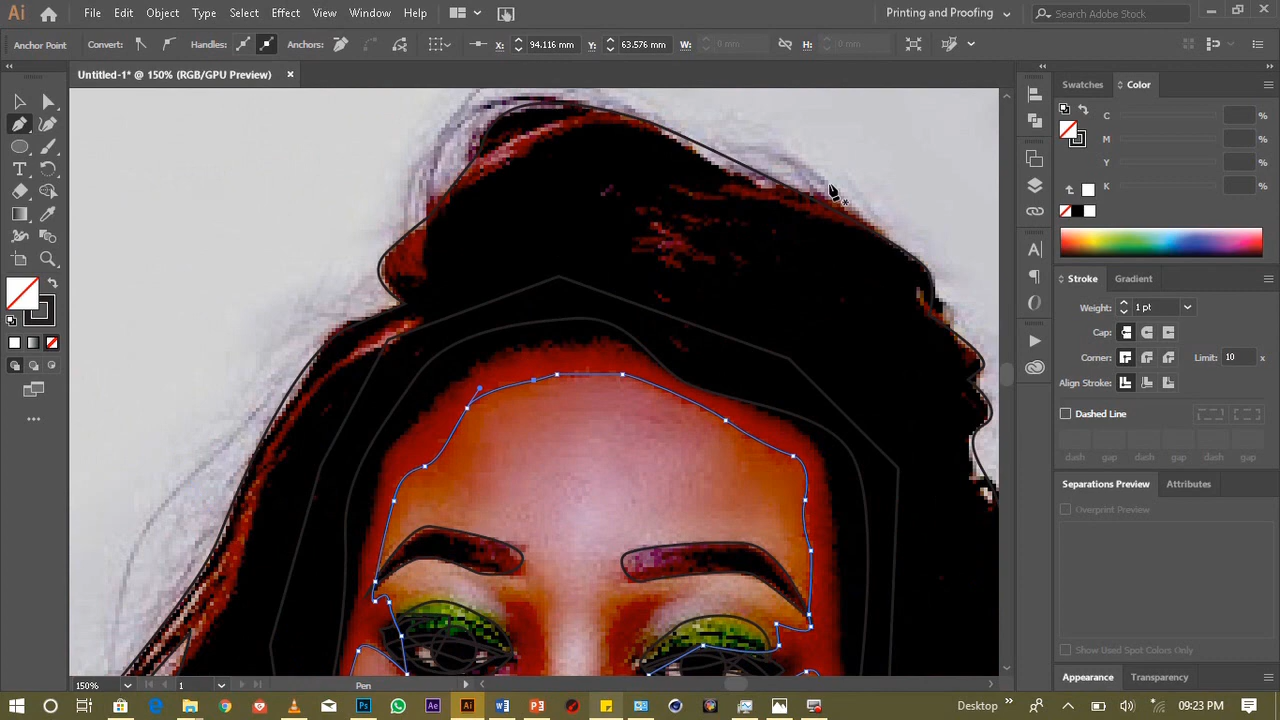 Ai File Edit Object Type Select Effect View Window Help Printing and Proofing Search Adobe Stock
Anchor Point Convert: Handles: Anchors: X: 94.116 mm Y: 63.576 mm W: 0 mm H: 0 mm
Untitled-1* @ 150% (RGB/GPU Preview)
Swatches Color
C %
M %
Y %
K %
Stroke Gradient
Weight: 1 pt
Cap:
Corner: Limit: 10 x
Align Stroke:
Dashed Line
dash gap dash gap dash gap
Separations Preview Attributes
Overprint Preview
Show Used Spot Colors Only
Appearance Transparency
150% 1 Pen
Desktop 09:23 PM